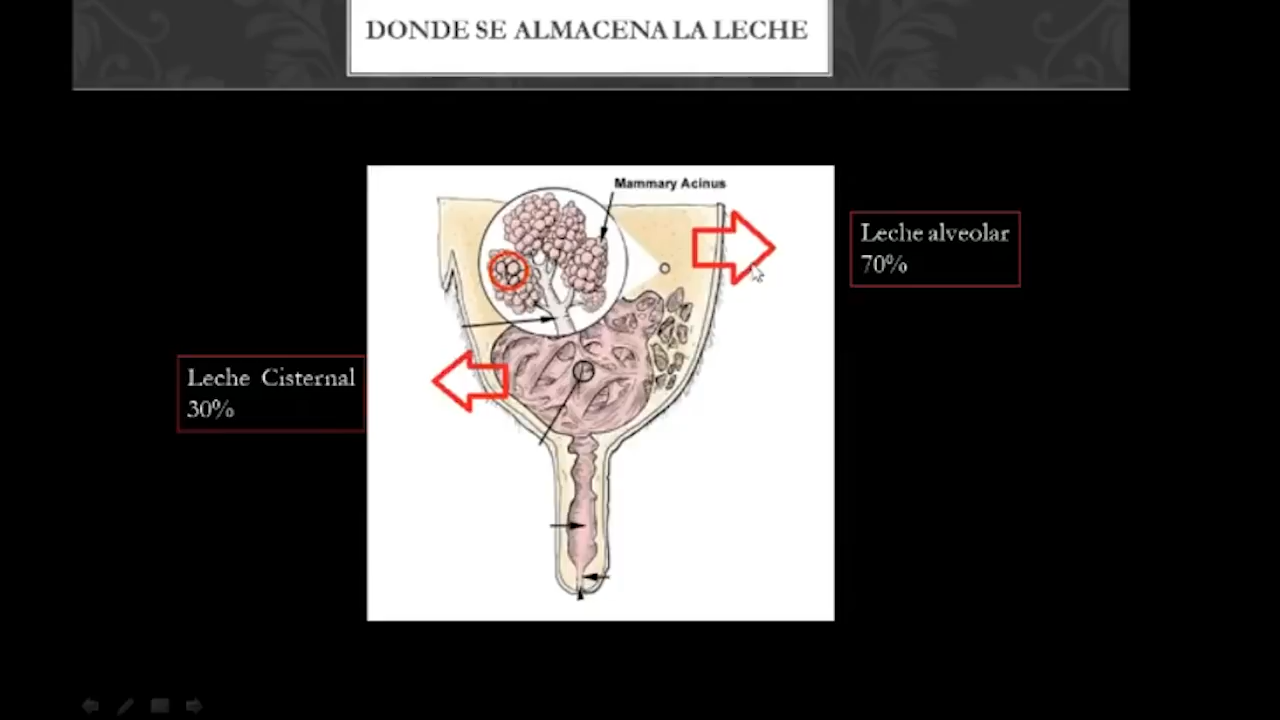 DONDE SE ALMACENA LA LECHE
Mammary Acinus
Leche alveolar
70%
Leche Cisternal
30%